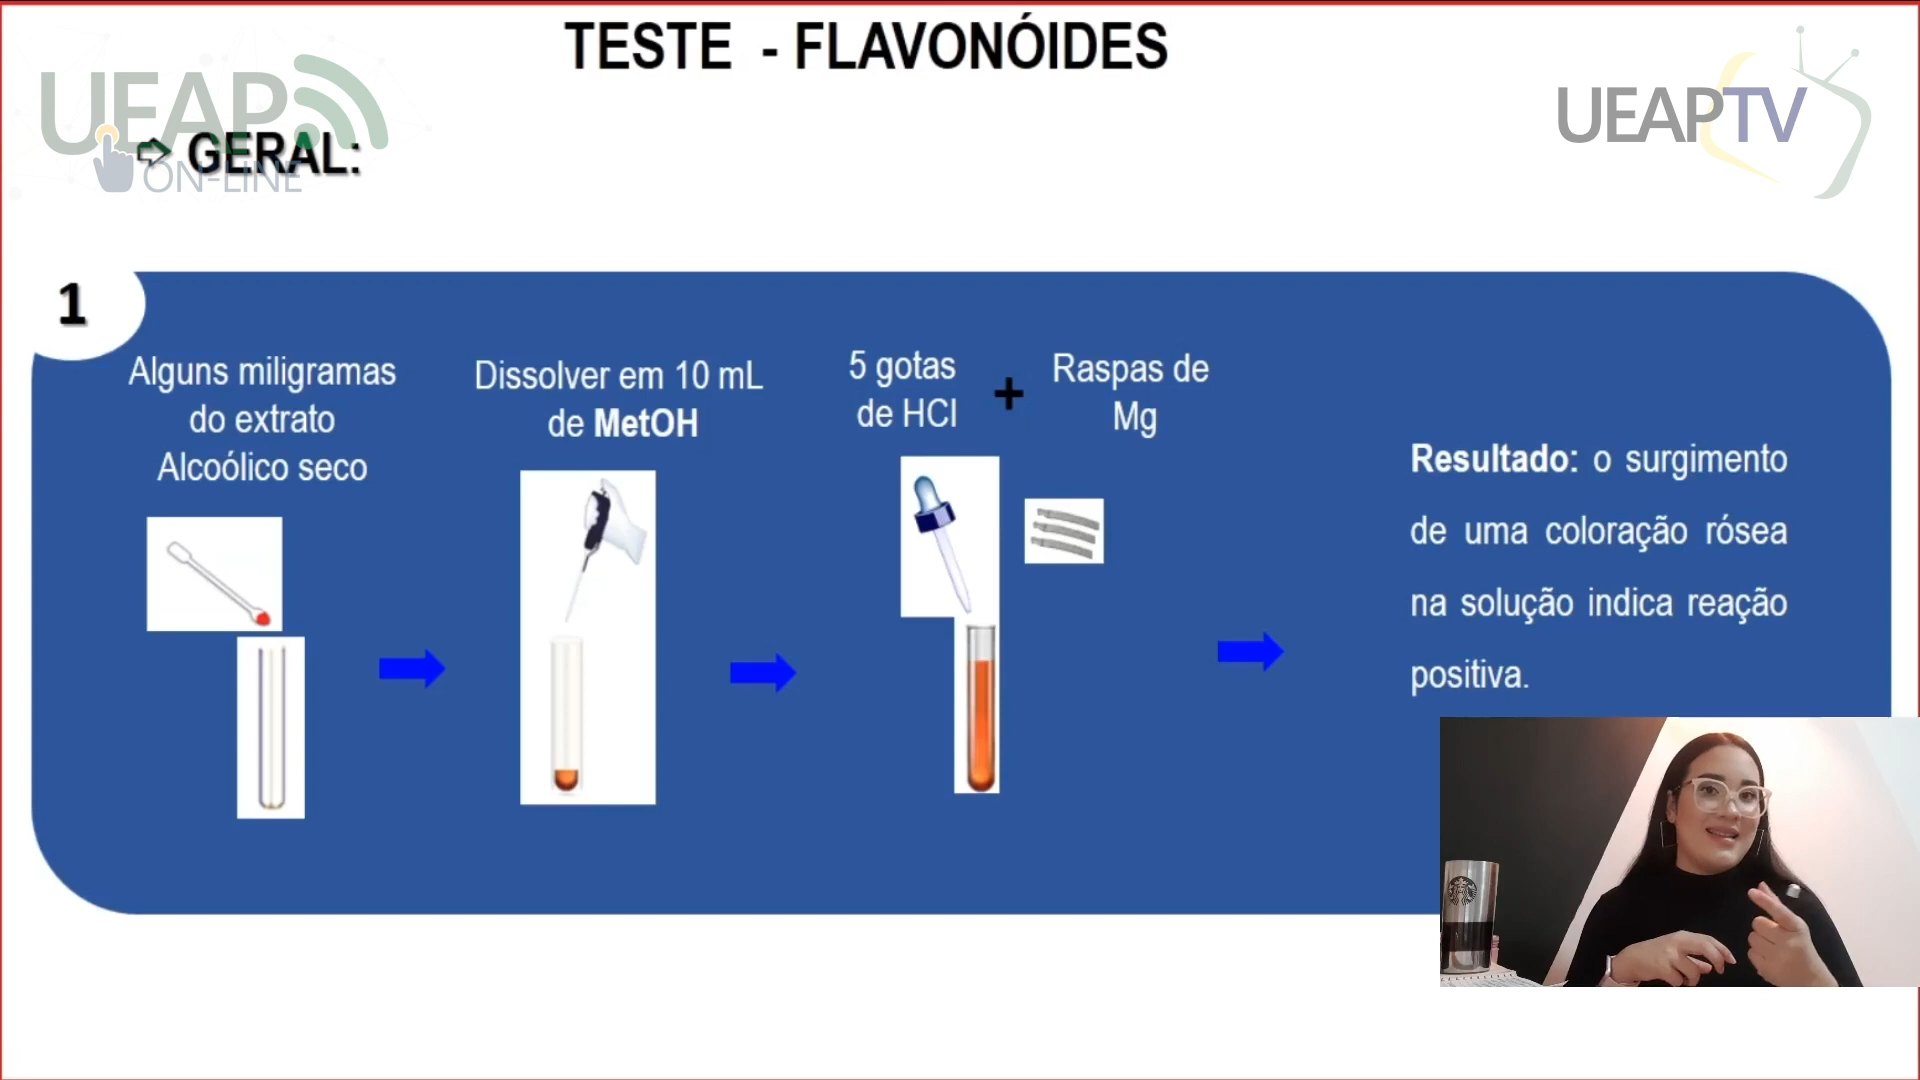 TESTE - FLAVONÓIDES
UEAP
ON-LINE
UEAPTV
GERAL:
1
Alguns miligramas
do extrato
Alcoólico seco
Dissolver em 10 mL
de MetOH
5 gotas
de HCl
+
Raspas de
Mg
Resultado: o surgimento
de uma coloração rósea
na solução indica reação
positiva.